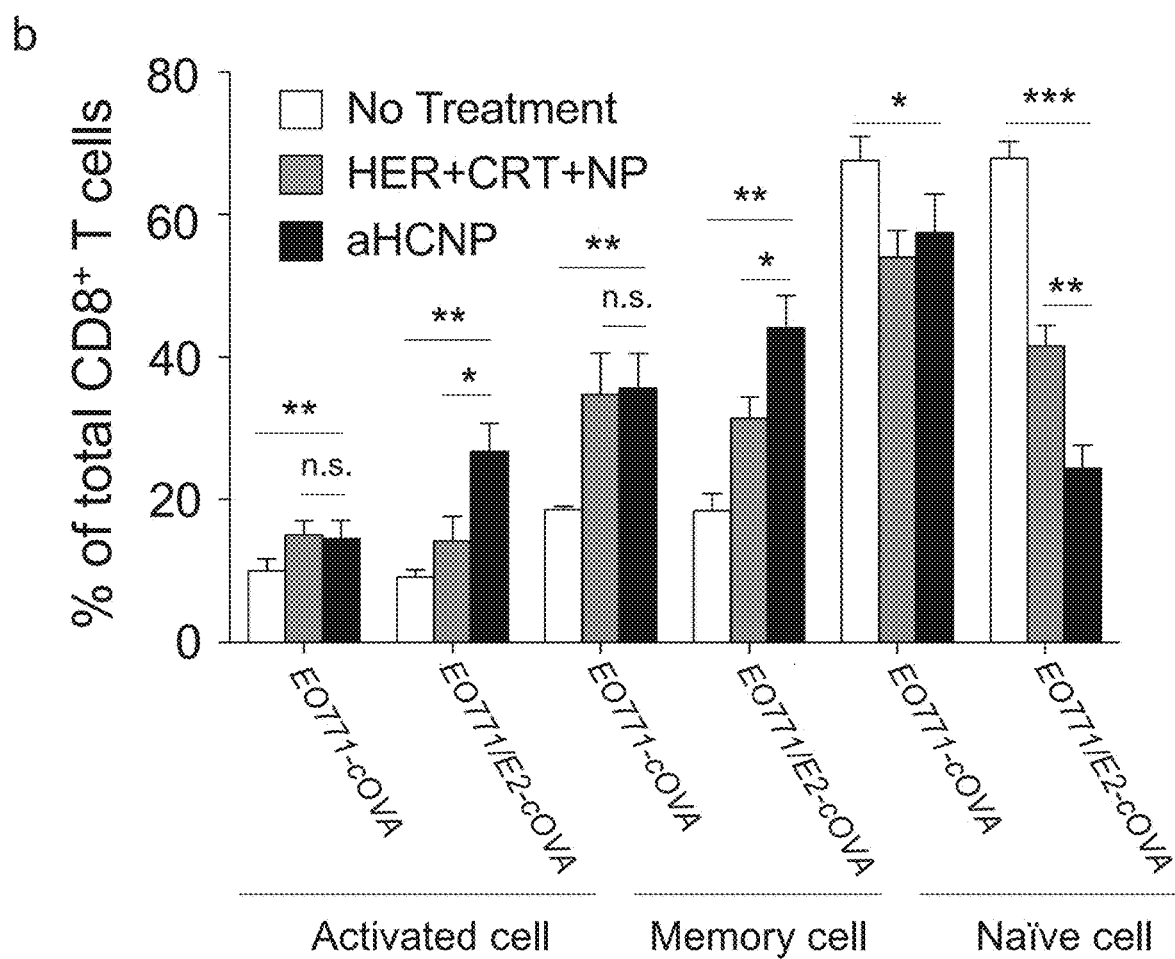 b
% of total CD8+ T cells
80
60
40
20
0
No Treatment
HER+CRT+NP
aHCNP
**
n.s.
**
*
**
n.s.
**
*
*
***
**
EO771-cOVA
EO771/E2-cOVA
EO771-cOVA
EO771/E2-cOVA
EO771-cOVA
EO771/E2-cOVA
Activated cell
Memory cell
Naïve cell